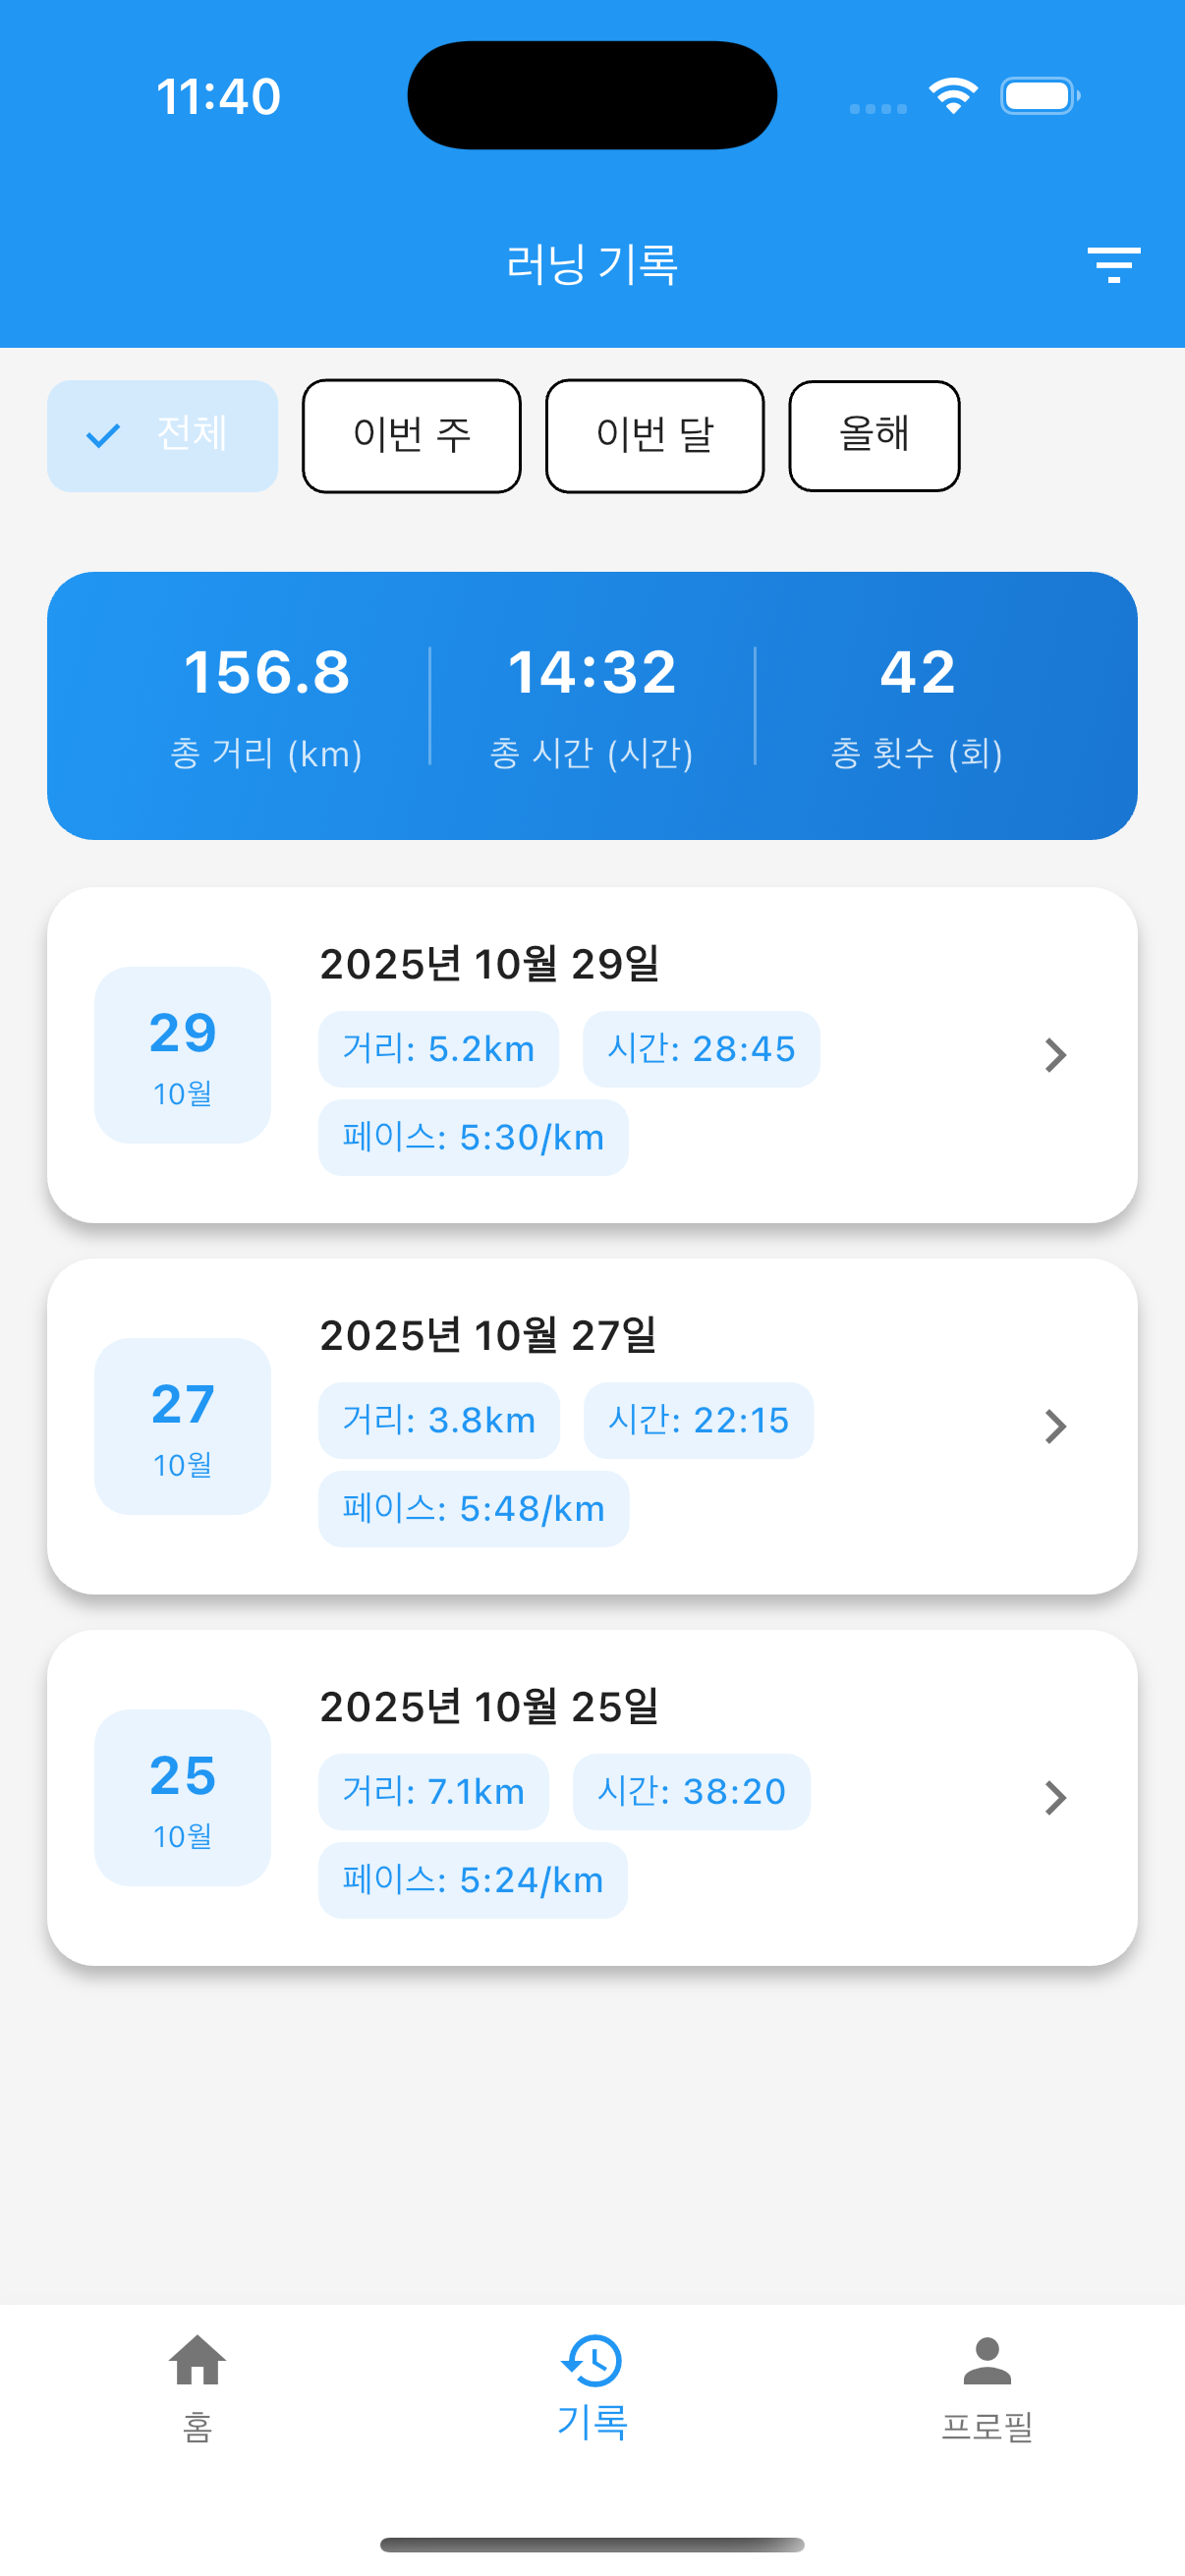 11:40
러닝 기록
전체
이번 주
이번 달
올해
156.8
14:32
42
총 거리 (km)
총 시간 (시간)
총 횟수 (회)
2025년 10월 29일
29
10월
거리: 5.2km
시간: 28:45
페이스: 5:30/km
2025년 10월 27일
27
10월
거리: 3.8km
시간: 22:15
페이스: 5:48/km
2025년 10월 25일
25
10월
거리: 7.1km
시간: 38:20
페이스: 5:24/km
홈
기록
프로필